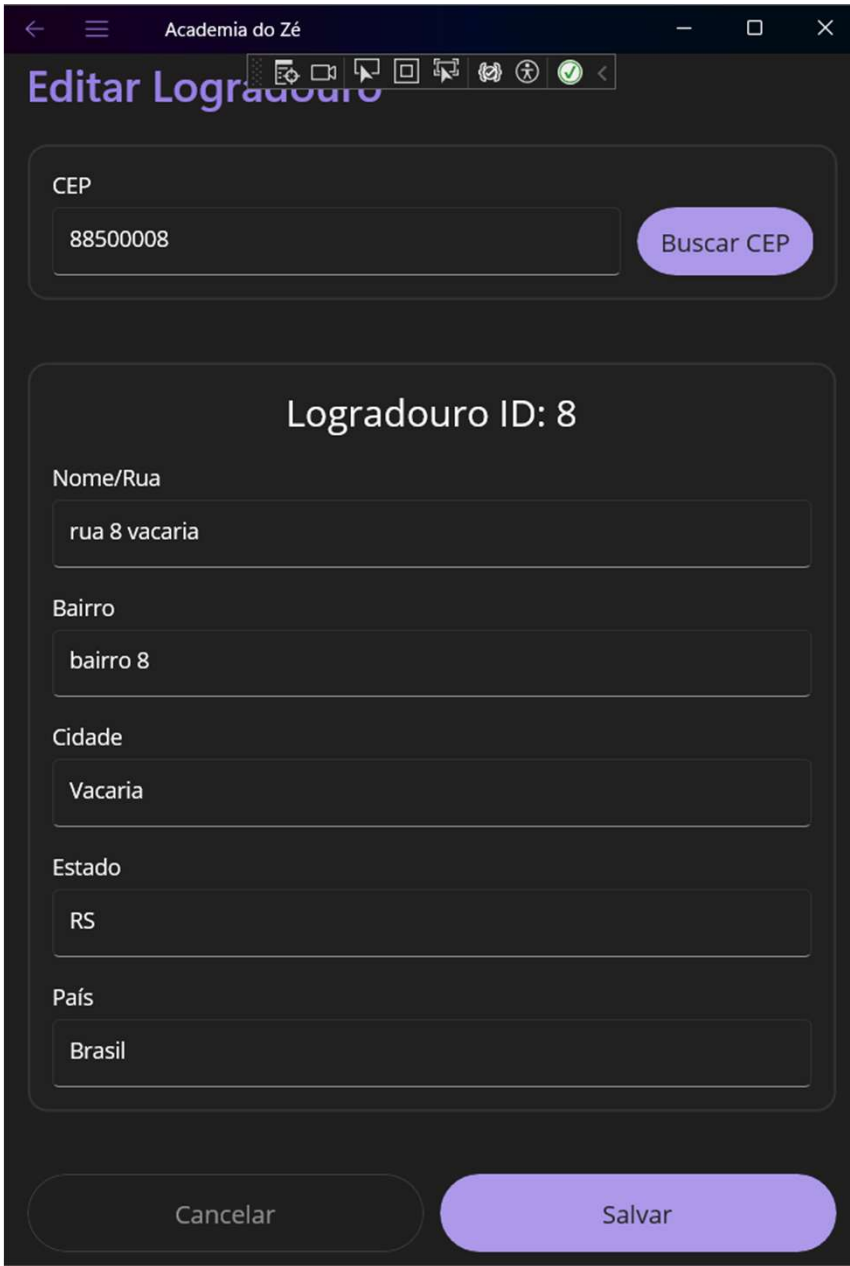 Academia do Zé
Editar Logradouro
CEP
88500008
Buscar CEP
Logradouro ID: 8
Nome/Rua
rua 8 vacaria
Bairro
bairro 8
Cidade
Vacaria
Estado
RS
País
Brasil
Cancelar
Salvar